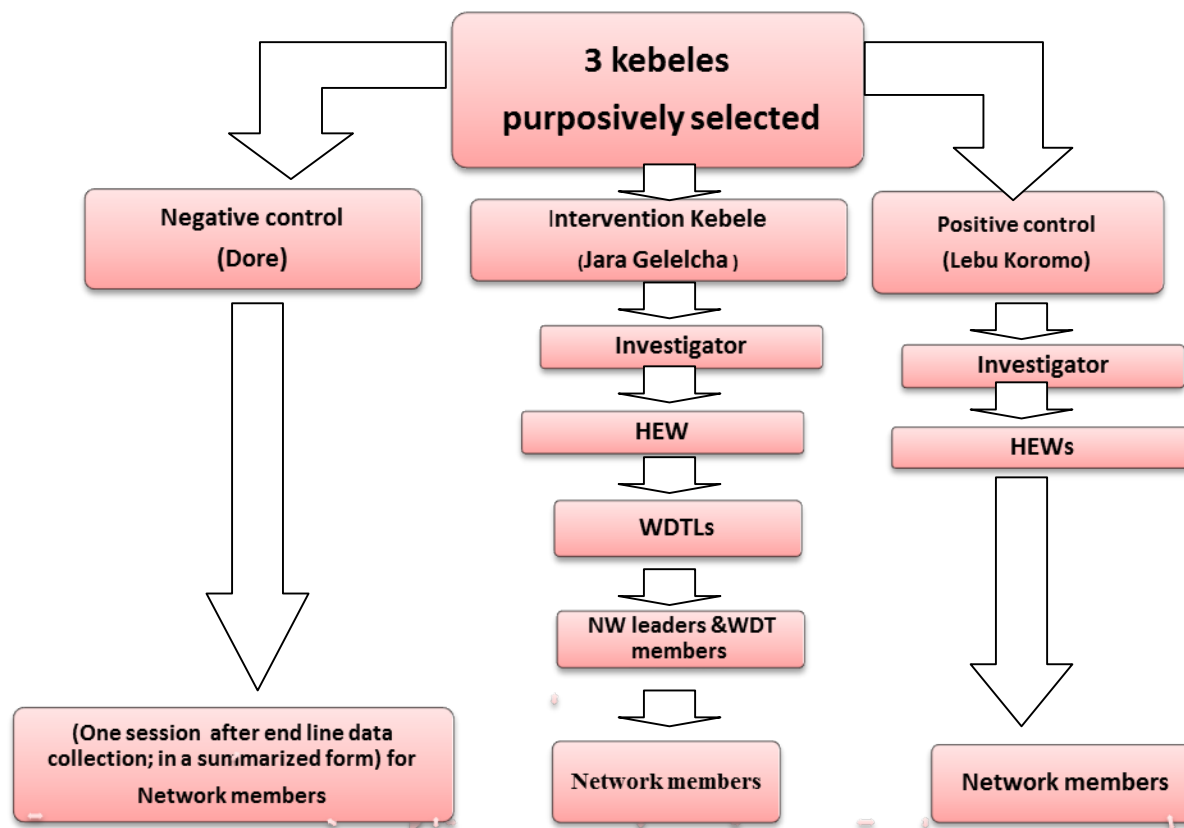 3 kebeles
purposively selected
Negative control
(Dore)
Intervention Kebele
(Jara Gelelcha )
Positive control
(Lebu Koromo)
Investigator
Investigator
HEW
HEWs
WDTLs
NW leaders &WDT
members
(One session after end line data
collection; in a summarized form) for
Network members
Network members
Network members